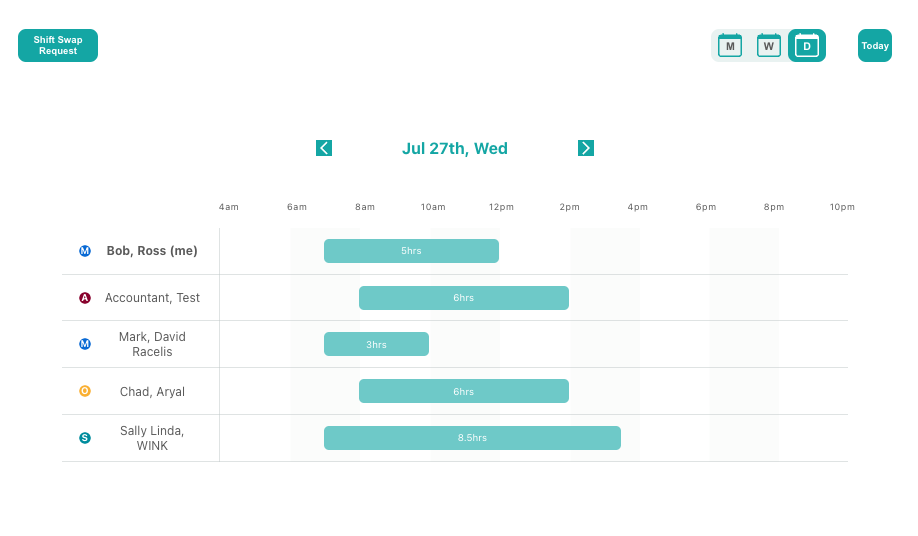 Shift Swap
Request
M
W
D
Today
Jul 27th, Wed
4am 6am 8am 10am 12pm 2pm 4pm 6pm 8pm 10pm
M Bob, Ross (me) 5hrs
A Accountant, Test 6hrs
M Mark, David
Racelis
3hrs
O Chad, Aryal 6hrs
S Sally Linda,
WINK
8.5hrs